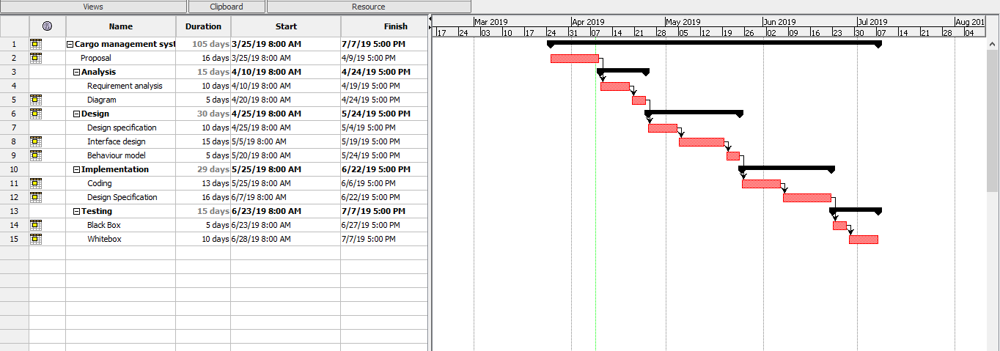 Views Clipboard Resource
Name Duration Start Finish
Mar 2019 Apr 2019 May 2019 Jun 2019 Jul 2019 Aug 201
17 24 03 10 17 24 31 07 14 21 28 05 12 19 26 02 09 16 23 30 07 14 21 28 04
1 Cargo management syst 105 days 3/25/19 8:00 AM 7/7/19 5:00 PM
2 Proposal 16 days 3/25/19 8:00 AM 4/9/19 5:00 PM
3 Analysis 15 days 4/10/19 8:00 AM 4/24/19 5:00 PM
4 Requirement analysis 10 days 4/10/19 8:00 AM 4/19/19 5:00 PM
5 Diagram 5 days 4/20/19 8:00 AM 4/24/19 5:00 PM
6 Design 30 days 4/25/19 8:00 AM 5/24/19 5:00 PM
7 Design specification 10 days 4/25/19 8:00 AM 5/4/19 5:00 PM
8 Interface design 15 days 5/5/19 8:00 AM 5/19/19 5:00 PM
9 Behaviour model 5 days 5/20/19 8:00 AM 5/24/19 5:00 PM
10 Implementation 29 days 5/25/19 8:00 AM 6/22/19 5:00 PM
11 Coding 13 days 5/25/19 8:00 AM 6/6/19 5:00 PM
12 Design Specification 16 days 6/7/19 8:00 AM 6/22/19 5:00 PM
13 Testing 15 days 6/23/19 8:00 AM 7/7/19 5:00 PM
14 Black Box 5 days 6/23/19 8:00 AM 6/27/19 5:00 PM
15 Whitebox 10 days 6/28/19 8:00 AM 7/7/19 5:00 PM